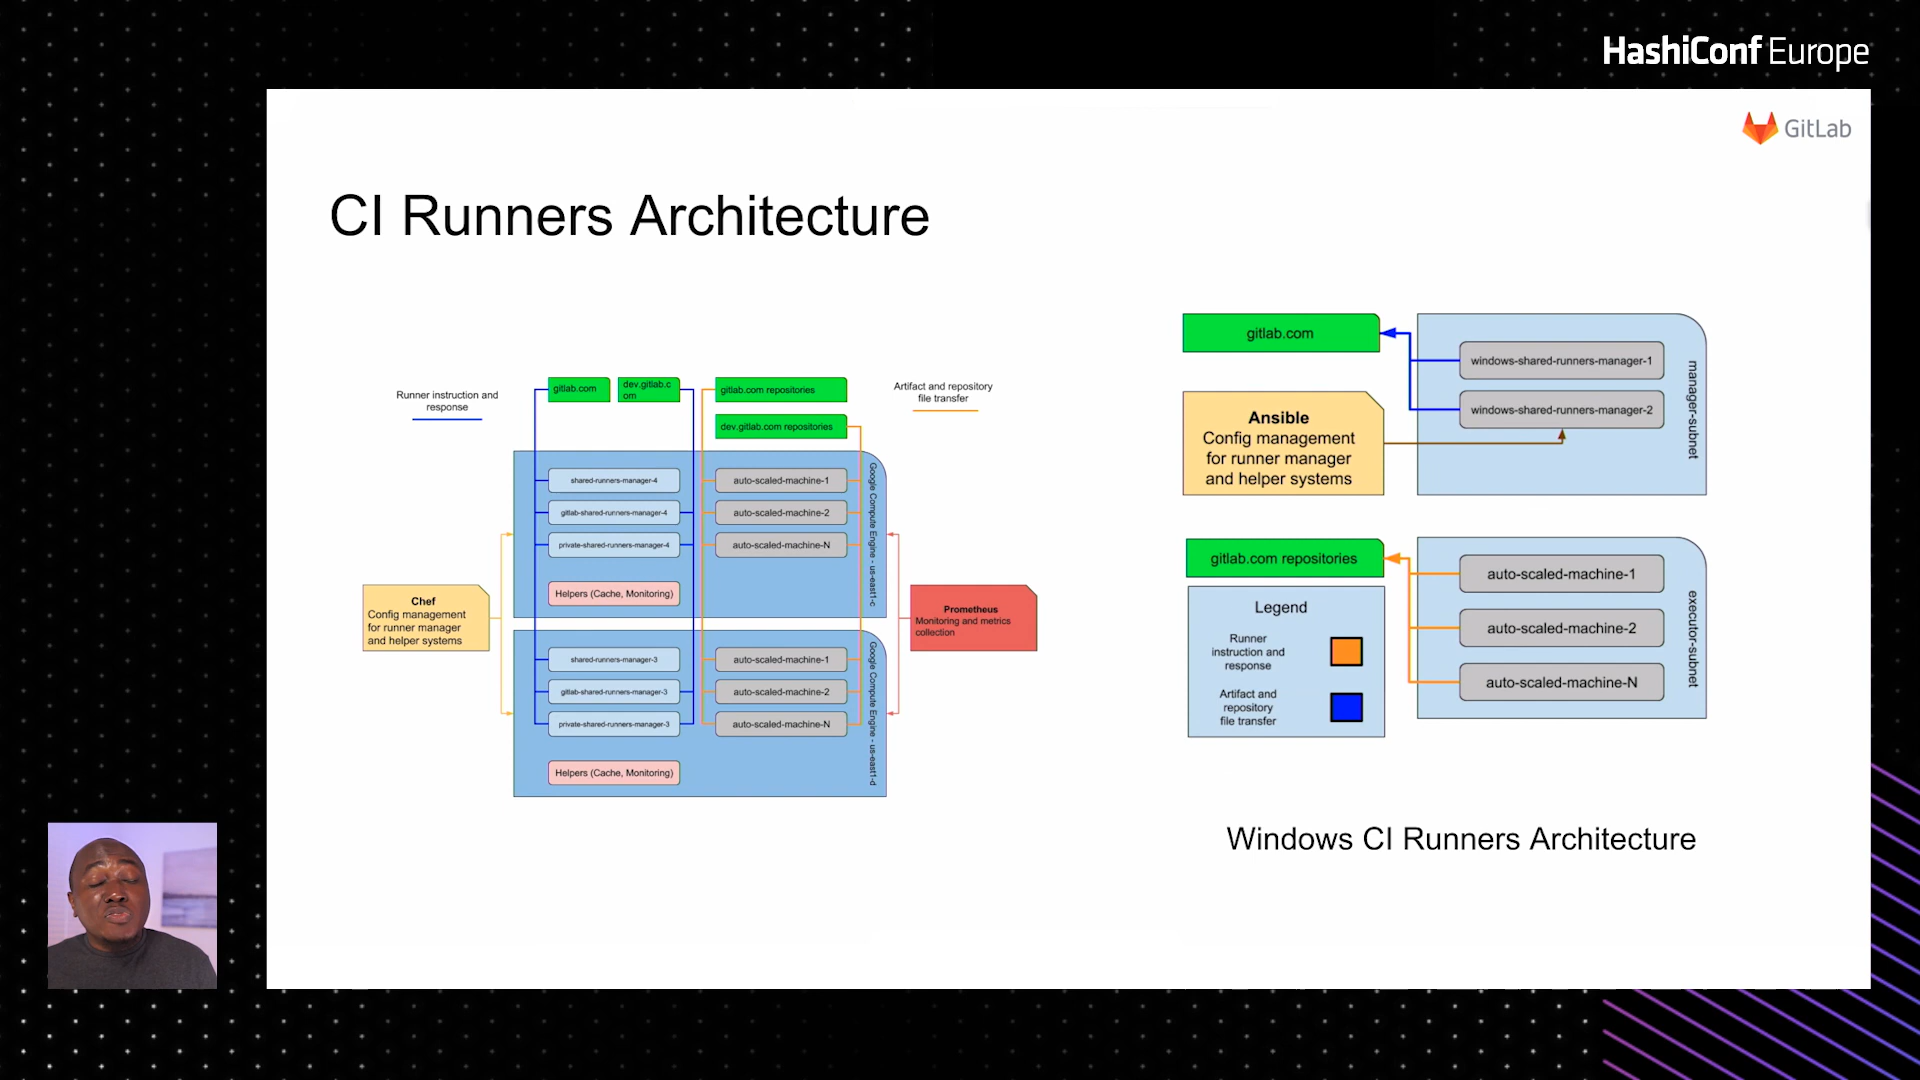 HashiConf Europe
GitLab
CI Runners Architecture
Runner instruction and
response
gitlab.com
dev.gitlab.c
om
gitlab.com repositories
dev.gitlab.com repositories
Artifact and repository
file transfer
shared-runners-manager-4
gitlab-shared-runners-manager-4
private-shared-runners-manager-4
Helpers (Cache, Monitoring)
auto-scaled-machine-1
auto-scaled-machine-2
auto-scaled-machine-N
Google Compute Engine - us-east1-c
Chef
Config management
for runner manager
and helper systems
Prometheus
Monitoring and metrics
collection
shared-runners-manager-3
gitlab-shared-runners-manager-3
private-shared-runners-manager-3
Helpers (Cache, Monitoring)
auto-scaled-machine-1
auto-scaled-machine-2
auto-scaled-machine-N
Google Compute Engine - us-east1-d
gitlab.com
windows-shared-runners-manager-1
windows-shared-runners-manager-2
manager-subnet
Ansible
Config management
for runner manager
and helper systems
gitlab.com repositories
auto-scaled-machine-1
auto-scaled-machine-2
auto-scaled-machine-N
executor-subnet
Legend
Runner
instruction and
response
Artifact and
repository
file transfer
Windows CI Runners Architecture